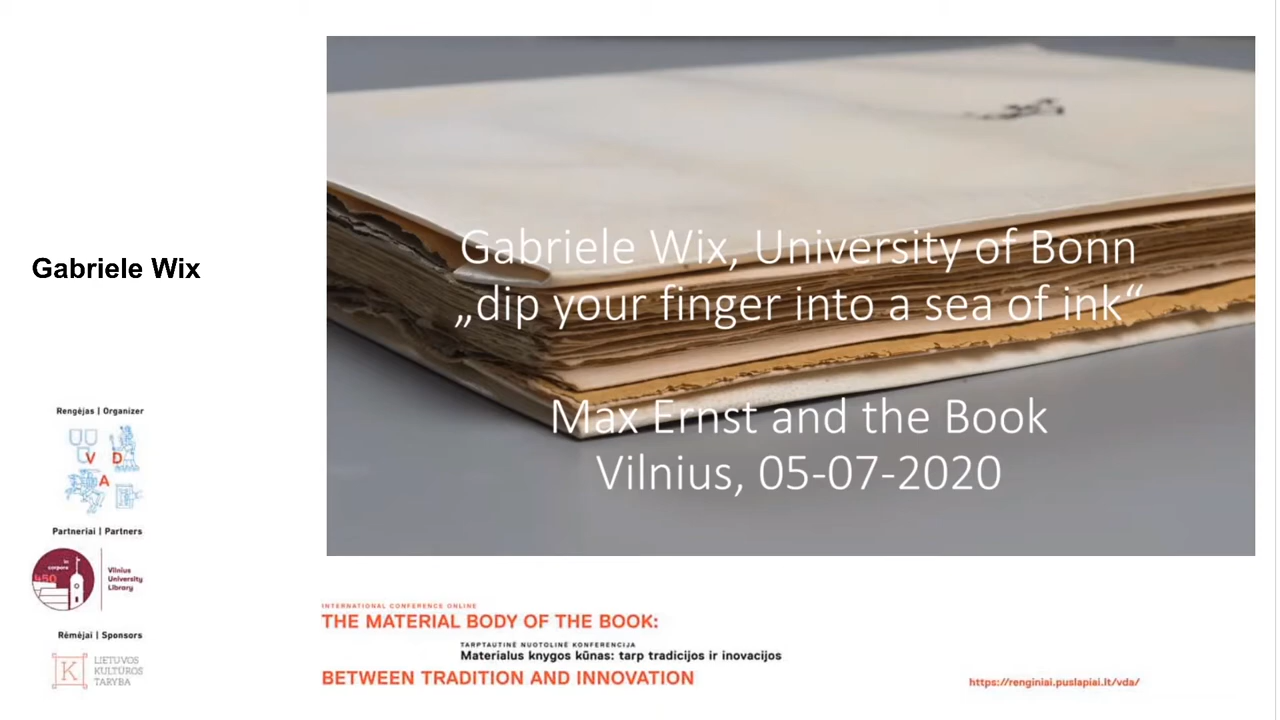 Gabriele Wix
Rengėjas | Organizer
V D
A
Partneriai | Partners
in
corpore
450
Vilnius
University
Library
Rėmėjai | Sponsors
K
LIETUVOS
KULTŪROS
TARYBA
Gabriele Wix, University of Bonn
„dip your finger into a sea of ink“
Max Ernst and the Book
Vilnius, 05-07-2020
INTERNATIONAL CONFERENCE ONLINE
THE MATERIAL BODY OF THE BOOK:
TARPTAUTINĖ NUOTOLINĖ KONFERENCIJA
Materialus knygos kūnas: tarp tradicijos ir inovacijos
BETWEEN TRADITION AND INNOVATION
https://renginiai.puslapiai.lt/vda/